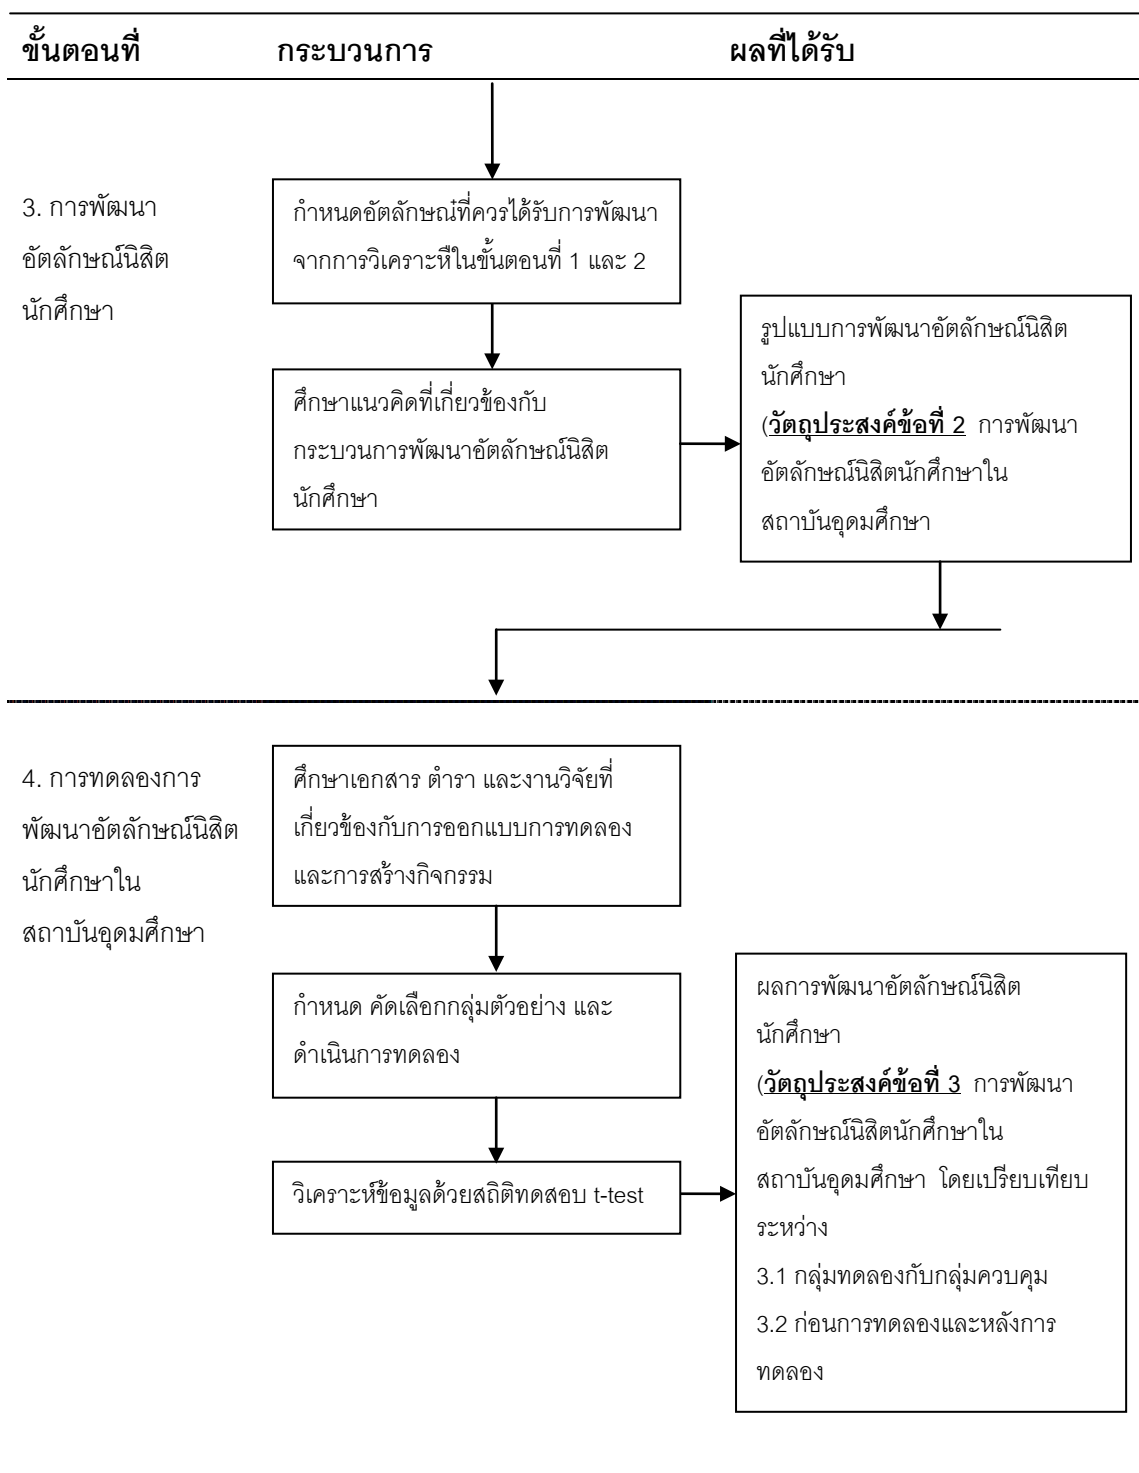 ขั้นตอนที่ กระบวนการ ผลที่ได้รับ
3. การพัฒนา
อัตลักษณ์นิสิต
นักศึกษา
กำหนดอัตลักษณ์ที่ควรได้รับการพัฒนา
จากการวิเคราะห์ในขั้นตอนที่ 1 และ 2
ศึกษาแนวคิดที่เกี่ยวข้องกับ
กระบวนการพัฒนาอัตลักษณ์นิสิต
นักศึกษา
รูปแบบการพัฒนาอัตลักษณ์นิสิต
นักศึกษา
(วัตถุประสงค์ข้อที่ 2 การพัฒนา
อัตลักษณ์นิสิตนักศึกษาใน
สถาบันอุดมศึกษา
4. การทดลองการ
พัฒนาอัตลักษณ์นิสิต
นักศึกษาใน
สถาบันอุดมศึกษา
ศึกษาเอกสาร ตำรา และงานวิจัยที่
เกี่ยวข้องกับการออกแบบการทดลอง
และการสร้างกิจกรรม
กำหนด คัดเลือกกลุ่มตัวอย่าง และ
ดำเนินการทดลอง
วิเคราะห์ข้อมูลด้วยสถิติทดสอบ t-test
ผลการพัฒนาอัตลักษณ์นิสิต
นักศึกษา
(วัตถุประสงค์ข้อที่ 3 การพัฒนา
อัตลักษณ์นิสิตนักศึกษาใน
สถาบันอุดมศึกษา โดยเปรียบเทียบ
ระหว่าง
3.1 กลุ่มทดลองกับกลุ่มควบคุม
3.2 ก่อนการทดลองและหลังการ
ทดลอง